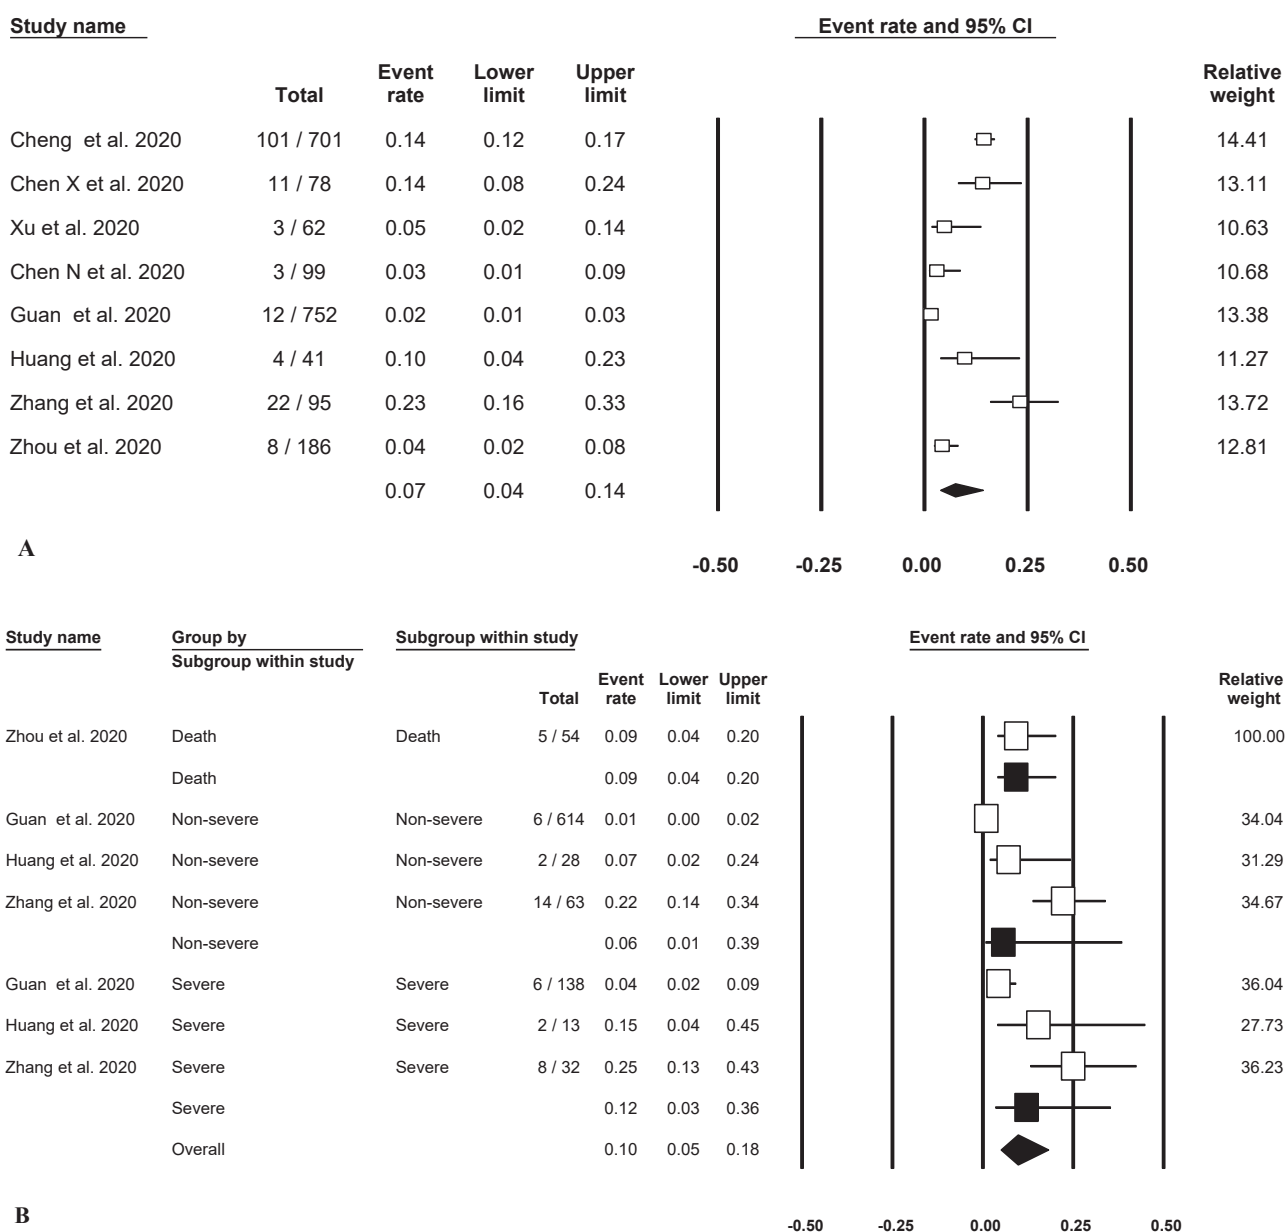 Study name Event rate and 95% CI
Total Event rate Lower limit Upper limit Relative weight
Cheng et al. 2020 101 / 701 0.14 0.12 0.17 14.41
Chen X et al. 2020 11 / 78 0.14 0.08 0.24 13.11
Xu et al. 2020 3 / 62 0.05 0.02 0.14 10.63
Chen N et al. 2020 3 / 99 0.03 0.01 0.09 10.68
Guan et al. 2020 12 / 752 0.02 0.01 0.03 13.38
Huang et al. 2020 4 / 41 0.10 0.04 0.23 11.27
Zhang et al. 2020 22 / 95 0.23 0.16 0.33 13.72
Zhou et al. 2020 8 / 186 0.04 0.02 0.08 12.81
0.07 0.04 0.14
A
-0.50 -0.25 0.00 0.25 0.50
Study name Group by Subgroup within study Event rate and 95% CI
Subgroup within study
Total Event rate Lower limit Upper limit Relative weight
Zhou et al. 2020 Death Death 5 / 54 0.09 0.04 0.20 100.00
Death 0.09 0.04 0.20
Guan et al. 2020 Non-severe Non-severe 6 / 614 0.01 0.00 0.02 34.04
Huang et al. 2020 Non-severe Non-severe 2 / 28 0.07 0.02 0.24 31.29
Zhang et al. 2020 Non-severe Non-severe 14 / 63 0.22 0.14 0.34 34.67
Non-severe 0.06 0.01 0.39
Guan et al. 2020 Severe Severe 6 / 138 0.04 0.02 0.09 36.04
Huang et al. 2020 Severe Severe 2 / 13 0.15 0.04 0.45 27.73
Zhang et al. 2020 Severe Severe 8 / 32 0.25 0.13 0.43 36.23
Severe 0.12 0.03 0.36
Overall 0.10 0.05 0.18
B
-0.50 -0.25 0.00 0.25 0.50